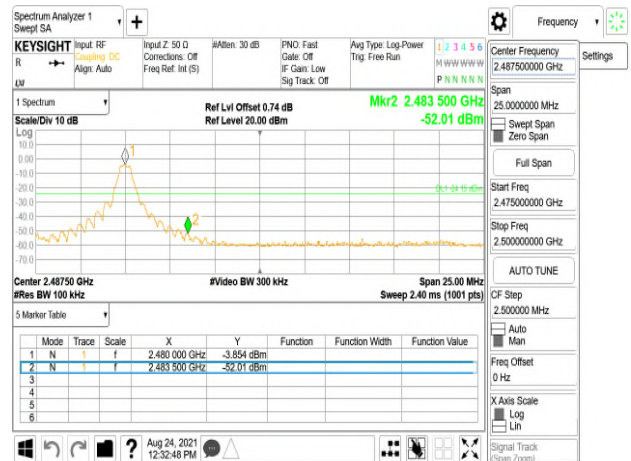 Spectrum Analyzer 1
Swept SA
Frequency
KEYSIGHT
R
Input: RF
Coupling: DC
Align: Auto
Input Z: 50 Ω
Corrections: Off
Freq Ref: Int (S)
#Atten: 30 dB
PNO: Fast
Gate: Off
IF Gain: Low
Sig Track: Off
Avg Type: Log-Power
Trig: Free Run
1 2 3 4 5 6
M W W W W W
P N N N N N
Settings
1 Spectrum
Scale/Div 10 dB
Ref Lvl Offset 0.74 dB
Ref Level 20.00 dBm
Mkr2 2.483 500 GHz
-52.01 dBm
Log
10.0
0.00
-10.0
-20.0
-30.0
-40.0
-50.0
-60.0
-70.0
1
2
DL1 -24.15 dBm
Center 2.48750 GHz
#Res BW 100 kHz
#Video BW 300 kHz
Span 25.00 MHz
Sweep 2.40 ms (1001 pts)
5 Marker Table
Mode Trace Scale X Y Function Function Width Function Value
1 N 1 f 2.480 000 GHz -3.854 dBm
2 N 1 f 2.483 500 GHz -52.01 dBm
3
4
5
6
Aug 24, 2021
12:32:48 PM
Center Frequency
2.487500000 GHz
Span
25.0000000 MHz
Swept Span
Zero Span
Full Span
Start Freq
2.475000000 GHz
Stop Freq
2.500000000 GHz
AUTO TUNE
CF Step
2.500000 MHz
Auto
Man
Freq Offset
0 Hz
X Axis Scale
Log
Lin
Signal Track
(Span Zoom)